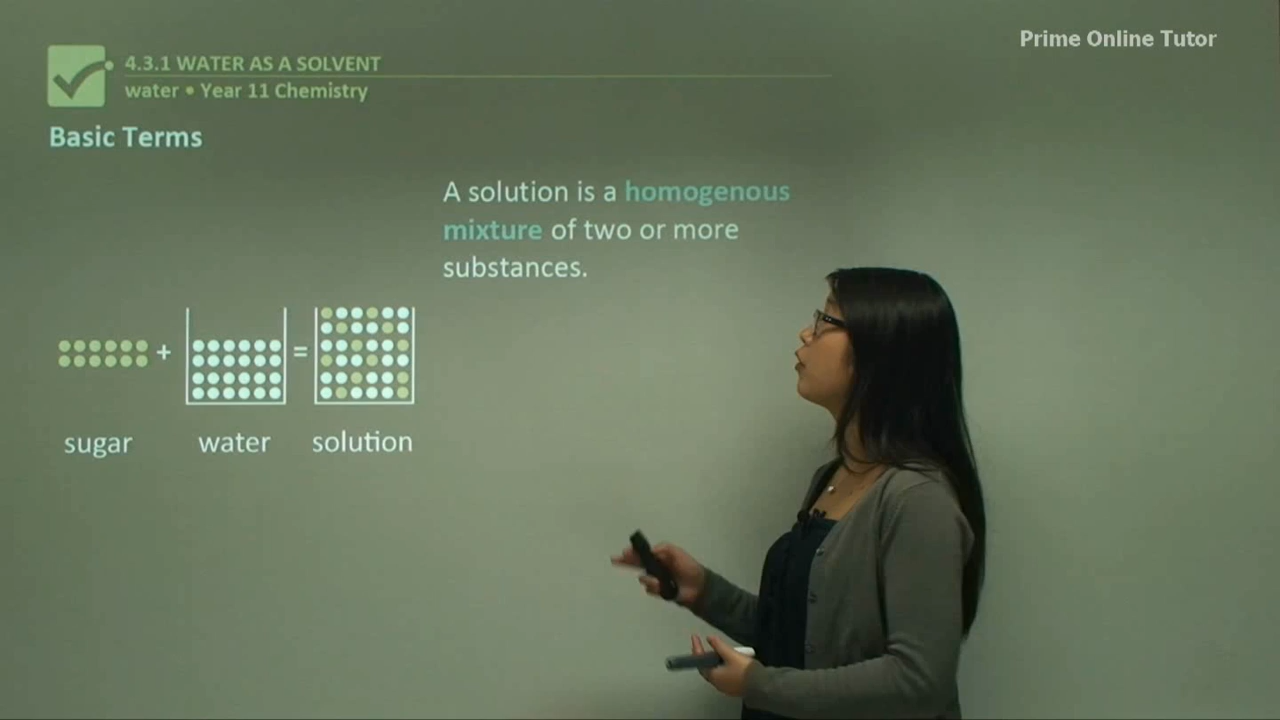 Prime Online Tutor
4.3.1 WATER AS A SOLVENT
water • Year 11 Chemistry
Basic Terms
A solution is a homogenous
mixture of two or more
substances.
+ =
sugar water solution